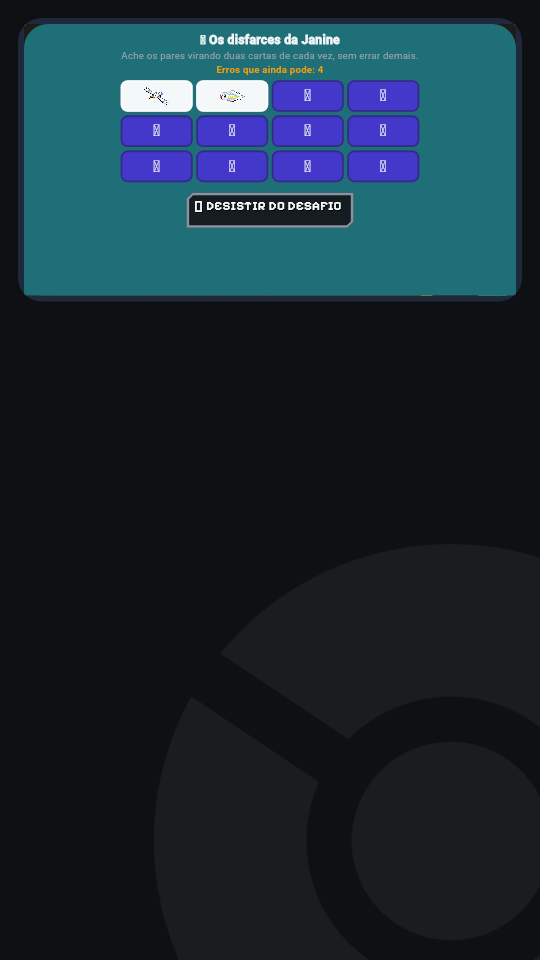 Os disfarces da Janine
Ache os pares virando duas cartas de cada vez, sem errar demais.
Erros que ainda pode: 4
DESISTIR DO DESAFIO